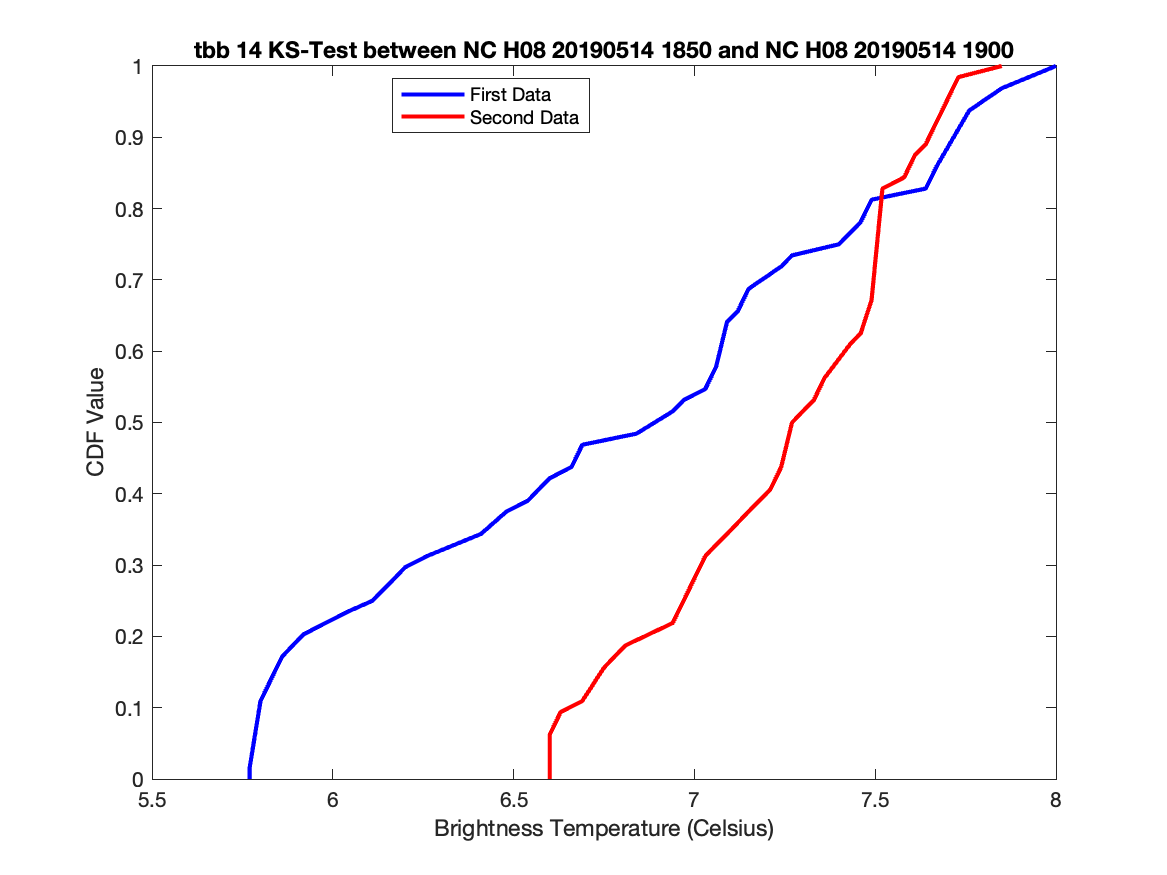 tbb 14 KS-Test between NC H08 20190514 1850 and NC H08 20190514 1900
First Data
Second Data
1
0.9
0.8
0.7
0.6
0.5
0.4
0.3
0.2
0.1
0
CDF Value
5.5 6 6.5 7 7.5 8
Brightness Temperature (Celsius)